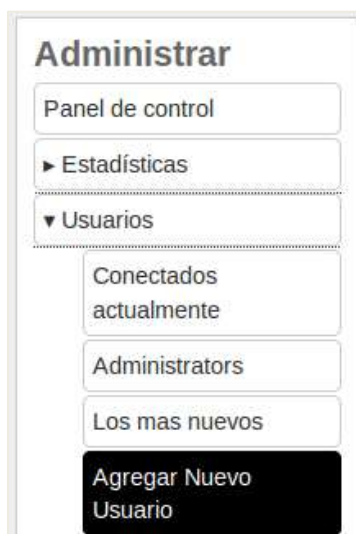 Administrar
Panel de control
▸ Estadísticas
▾ Usuarios
Conectados
actualmente
Administrators
Los mas nuevos
Agregar Nuevo
Usuario